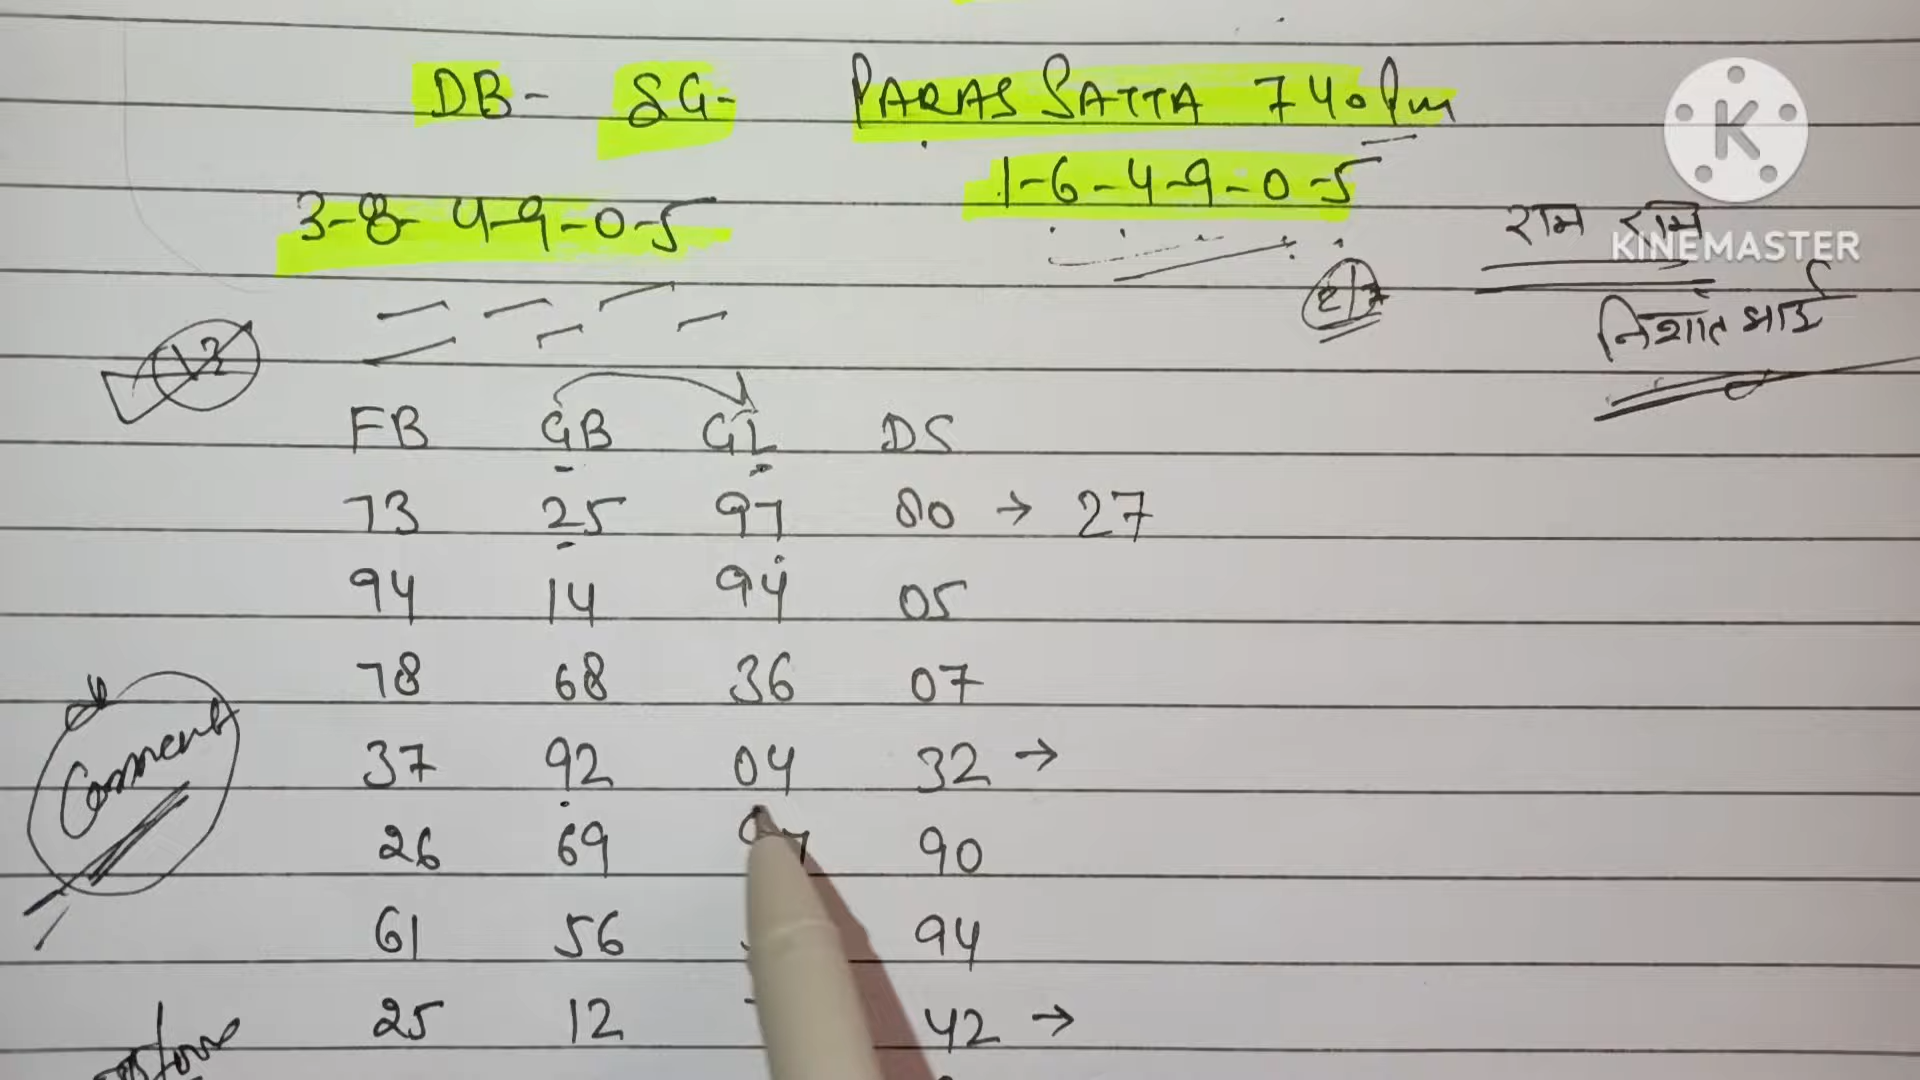 DB- SG- PARAS SATTA 740Pm
1-6-4-9-0-5
3-8-4-9-0-5
राम राम
K
KINEMASTER
निशांत भाई
13
FB GB GL DS
73 25 97 80 → 27
94 14 94 05
78 68 36 07
37 92 04 32 →
Comment
26 69 90
61 56 94
25 12 42 →